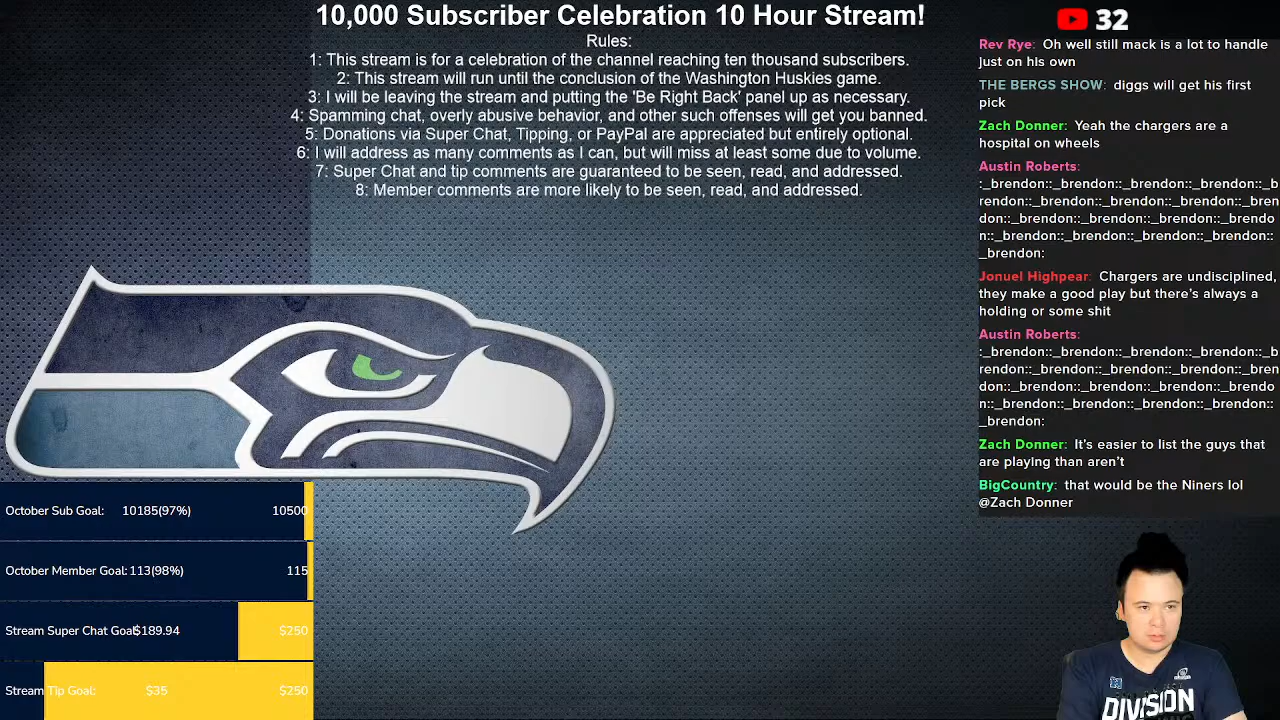 10,000 Subscriber Celebration 10 Hour Stream!
Rules:
1: This stream is for a celebration of the channel reaching ten thousand subscribers.
2: This stream will run until the conclusion of the Washington Huskies game.
3: I will be leaving the stream and putting the 'Be Right Back' panel up as necessary.
4: Spamming chat, overly abusive behavior, and other such offenses will get you banned.
5: Donations via Super Chat, Tipping, or PayPal are appreciated but entirely optional.
6: I will address as many comments as I can, but will miss at least some due to volume.
7: Super Chat and tip comments are guaranteed to be seen, read, and addressed.
8: Member comments are more likely to be seen, read, and addressed.
32
Rev Rye: Oh well still mack is a lot to handle
just on his own
THE BERGS SHOW: diggs will get his first
pick
Zach Donner: Yeah the chargers are a
hospital on wheels
Austin Roberts:
:_brendon::_brendon::_brendon::_brendon::_b
rendon::_brendon::_brendon::_brendon::_bren
don::_brendon::_brendon::_brendon::_brendo
n::_brendon::_brendon::_brendon::_brendon::
_brendon:
Jonuel Highpear: Chargers are undisciplined,
they make a good play but there's always a
holding or some shit
Austin Roberts:
:_brendon::_brendon::_brendon::_brendon::_b
rendon::_brendon::_brendon::_brendon::_bren
don::_brendon::_brendon::_brendon::_brendo
n::_brendon::_brendon::_brendon::_brendon::
_brendon:
Zach Donner: It's easier to list the guys that
are playing than aren't
BigCountry: that would be the Niners lol
@Zach Donner
October Sub Goal: 10185(97%) 10500
October Member Goal: 113(98%) 115
Stream Super Chat Goal: $189.94 $250
Stream Tip Goal: $35 $250
DIVISION